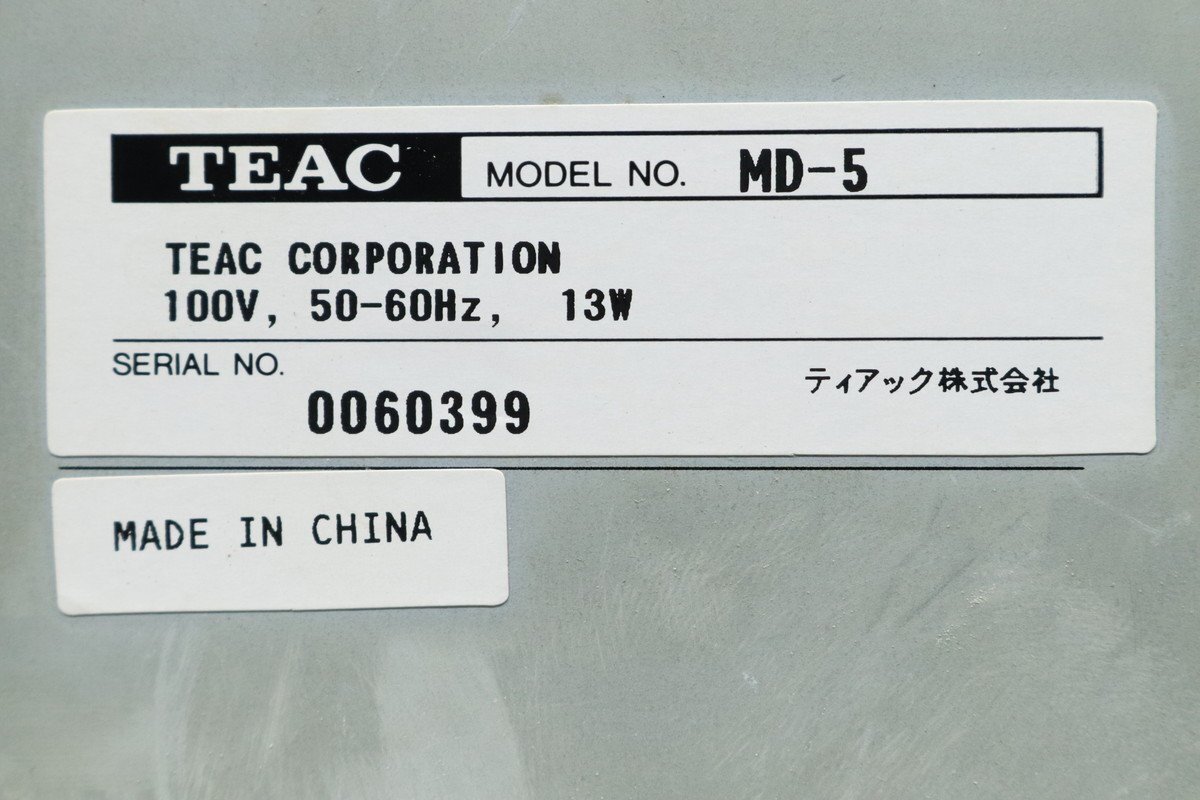 TEAC MODEL NO. MD-5
TEAC CORPORATION
100V, 50-60Hz, 13W
SERIAL NO.
0060399
ティアック株式会社
MADE IN CHINA